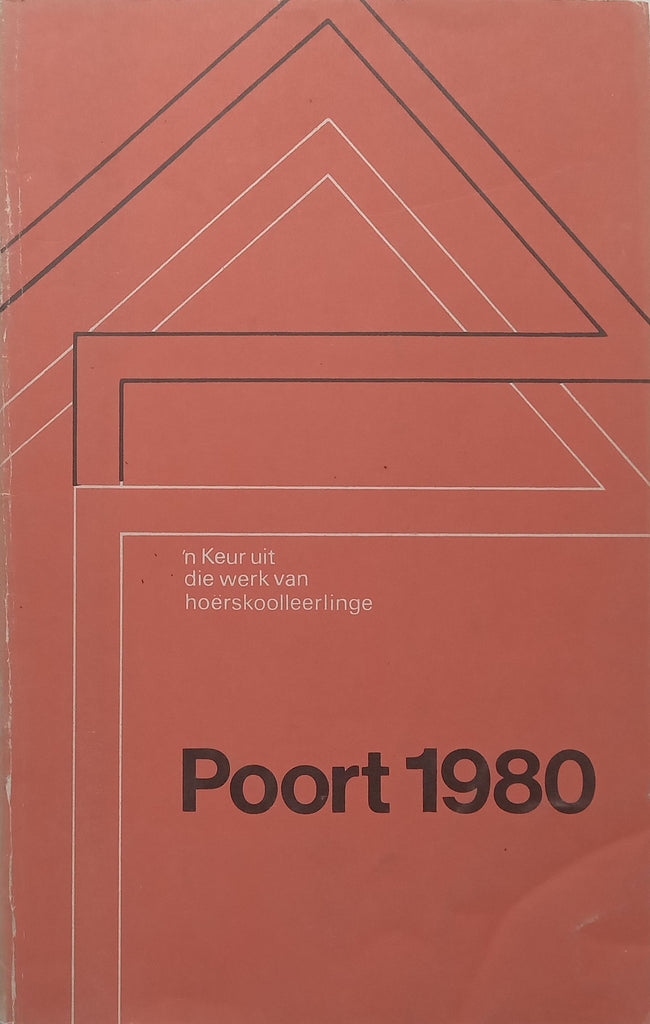 'n Keur uit
die werk van
hoërskoolleerlinge
Poort 1980